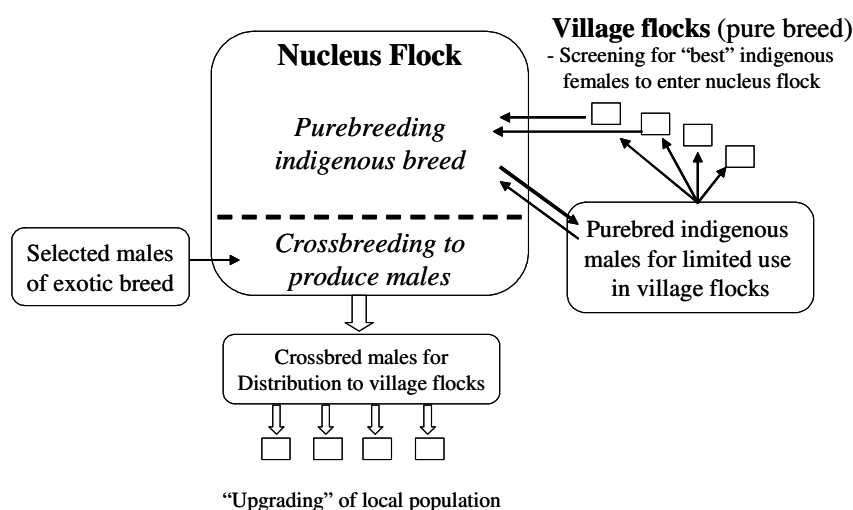 Nucleus Flock
Purebreeding
indigenous breed
Crossbreeding to
produce males
Village flocks (pure breed)
- Screening for “best” indigenous
females to enter nucleus flock
Purebred indigenous
males for limited use
in village flocks
Selected males
of exotic breed
Crossbred males for
Distribution to village flocks
“Upgrading” of local population